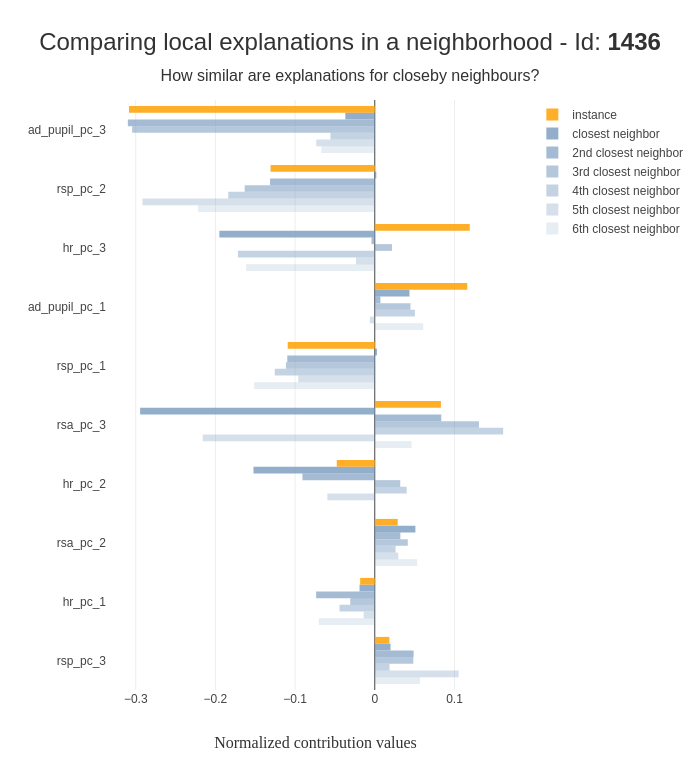 Comparing local explanations in a neighborhood - Id: 1436
How similar are explanations for closeby neighbours?
instance
closest neighbor
2nd closest neighbor
3rd closest neighbor
4th closest neighbor
5th closest neighbor
6th closest neighbor
ad_pupil_pc_3
rsp_pc_2
hr_pc_3
ad_pupil_pc_1
rsp_pc_1
rsa_pc_3
hr_pc_2
rsa_pc_2
hr_pc_1
rsp_pc_3
−0.3 −0.2 −0.1 0 0.1
Normalized contribution values